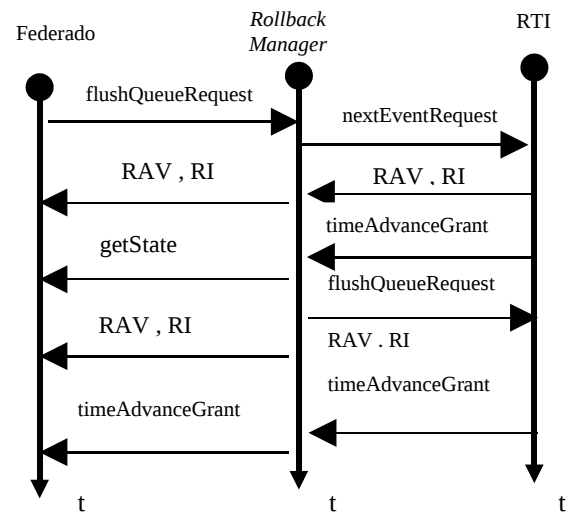 Federado
Rollback
Manager
RTI
flushQueueRequest
nextEventRequest
RAV , RI
RAV . RI
timeAdvanceGrant
getState
flushQueueRequest
RAV , RI
RAV . RI
timeAdvanceGrant
timeAdvanceGrant
t
t
t